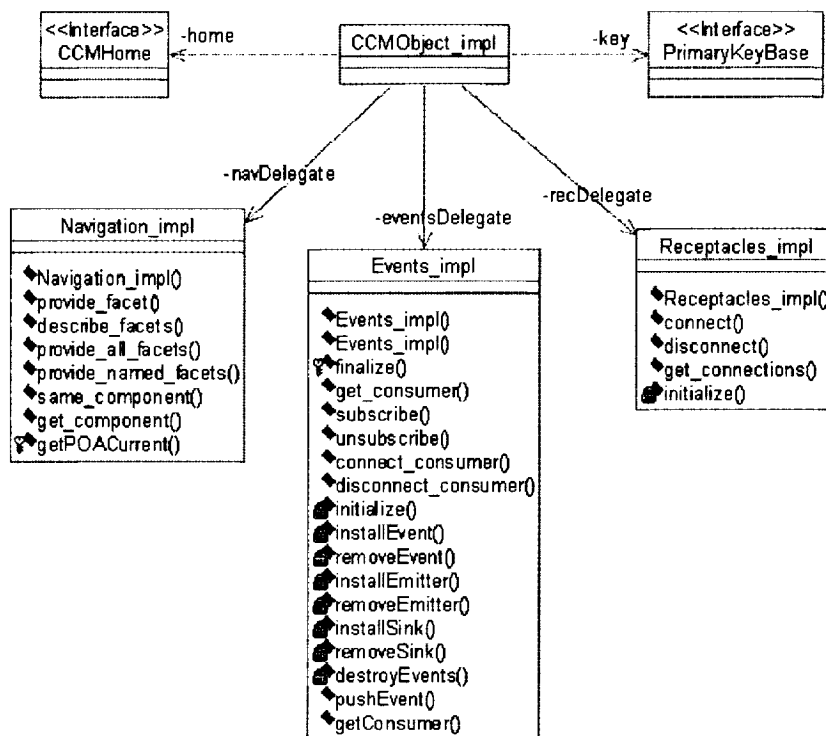 <<Interface>>
CCMHome
-home
CCMObject_impl
-key
<<Interface>>
PrimaryKeyBase
-navDelegate
-eventsDelegate
-recDelegate
Navigation_impl
Navigation_impl()
provide_facet()
describe_facets()
provide_all_facets()
provide_named_facets()
same_component()
get_component()
getPOACurrent()
Events_impl
Events_impl()
Events_impl()
finalize()
get_consumer()
subscribe()
unsubscribe()
connect_consumer()
disconnect_consumer()
initialize()
installEvent()
removeEvent()
installEmitter()
removeEmitter()
installSink()
removeSink()
destroyEvents()
pushEvent()
getConsumer()
Receptacles_impl
Receptacles_impl()
connect()
disconnect()
get_connections()
initialize()